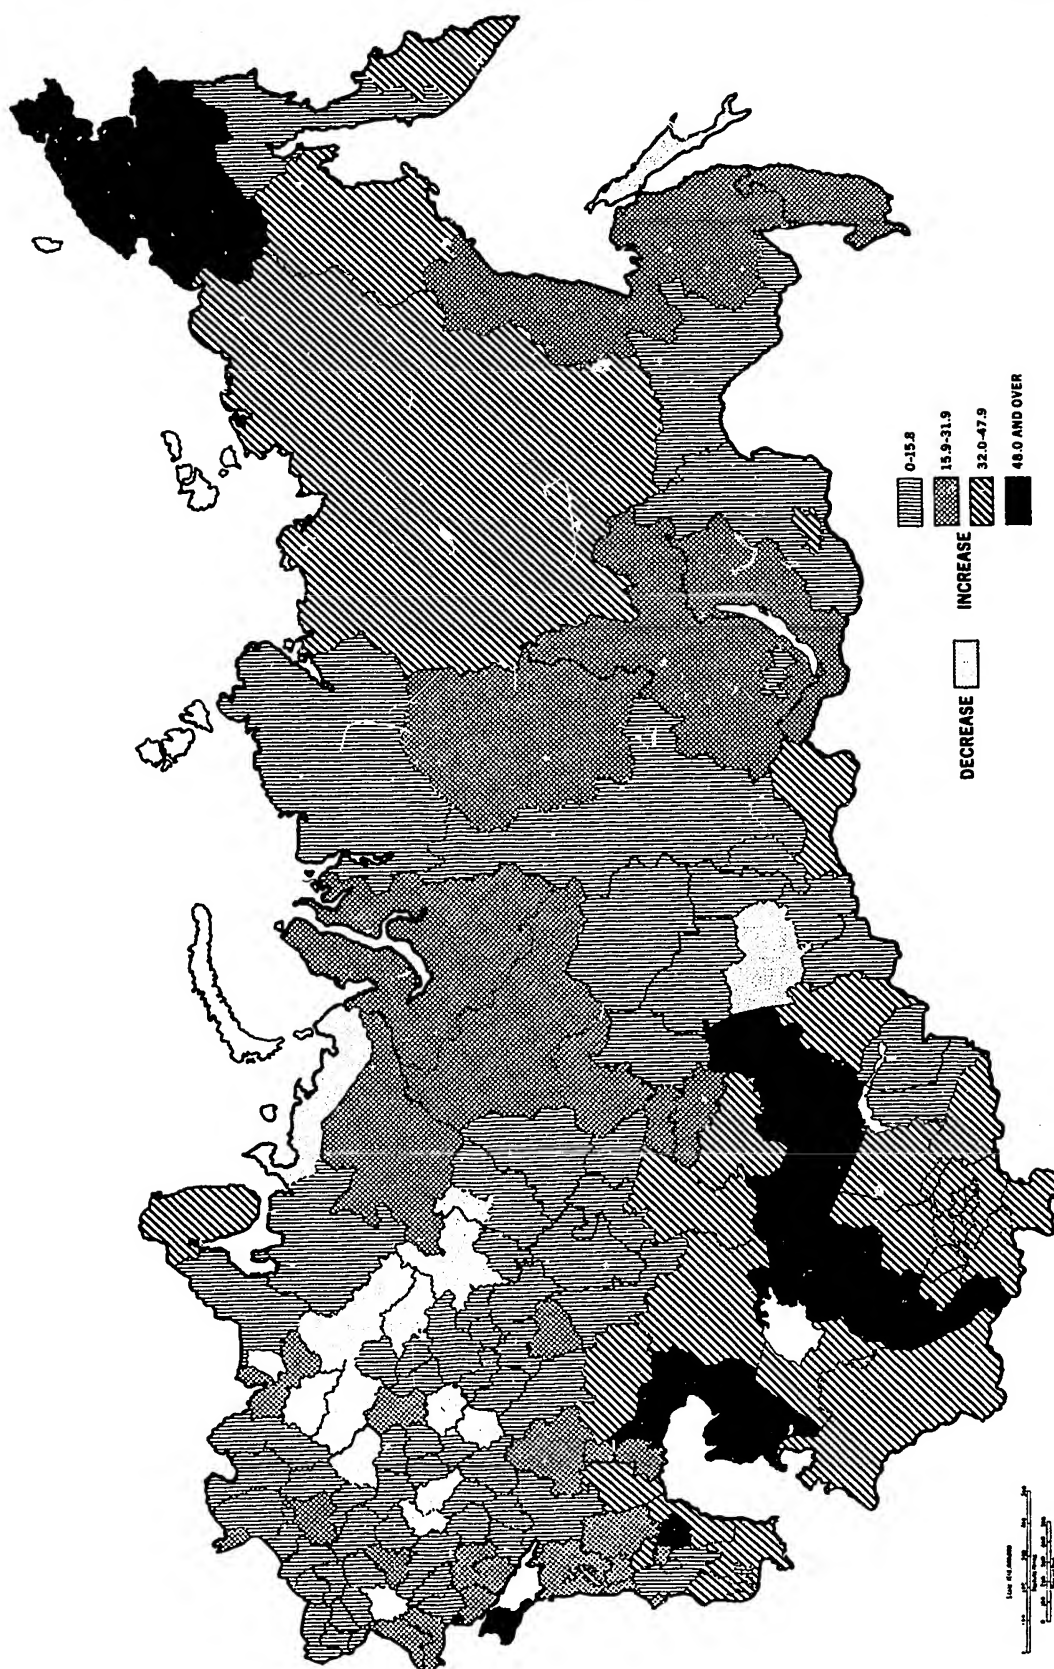 DECREASE
INCREASE
0-15.8
15.9-31.9
32.0-47.9
48.0 AND OVER